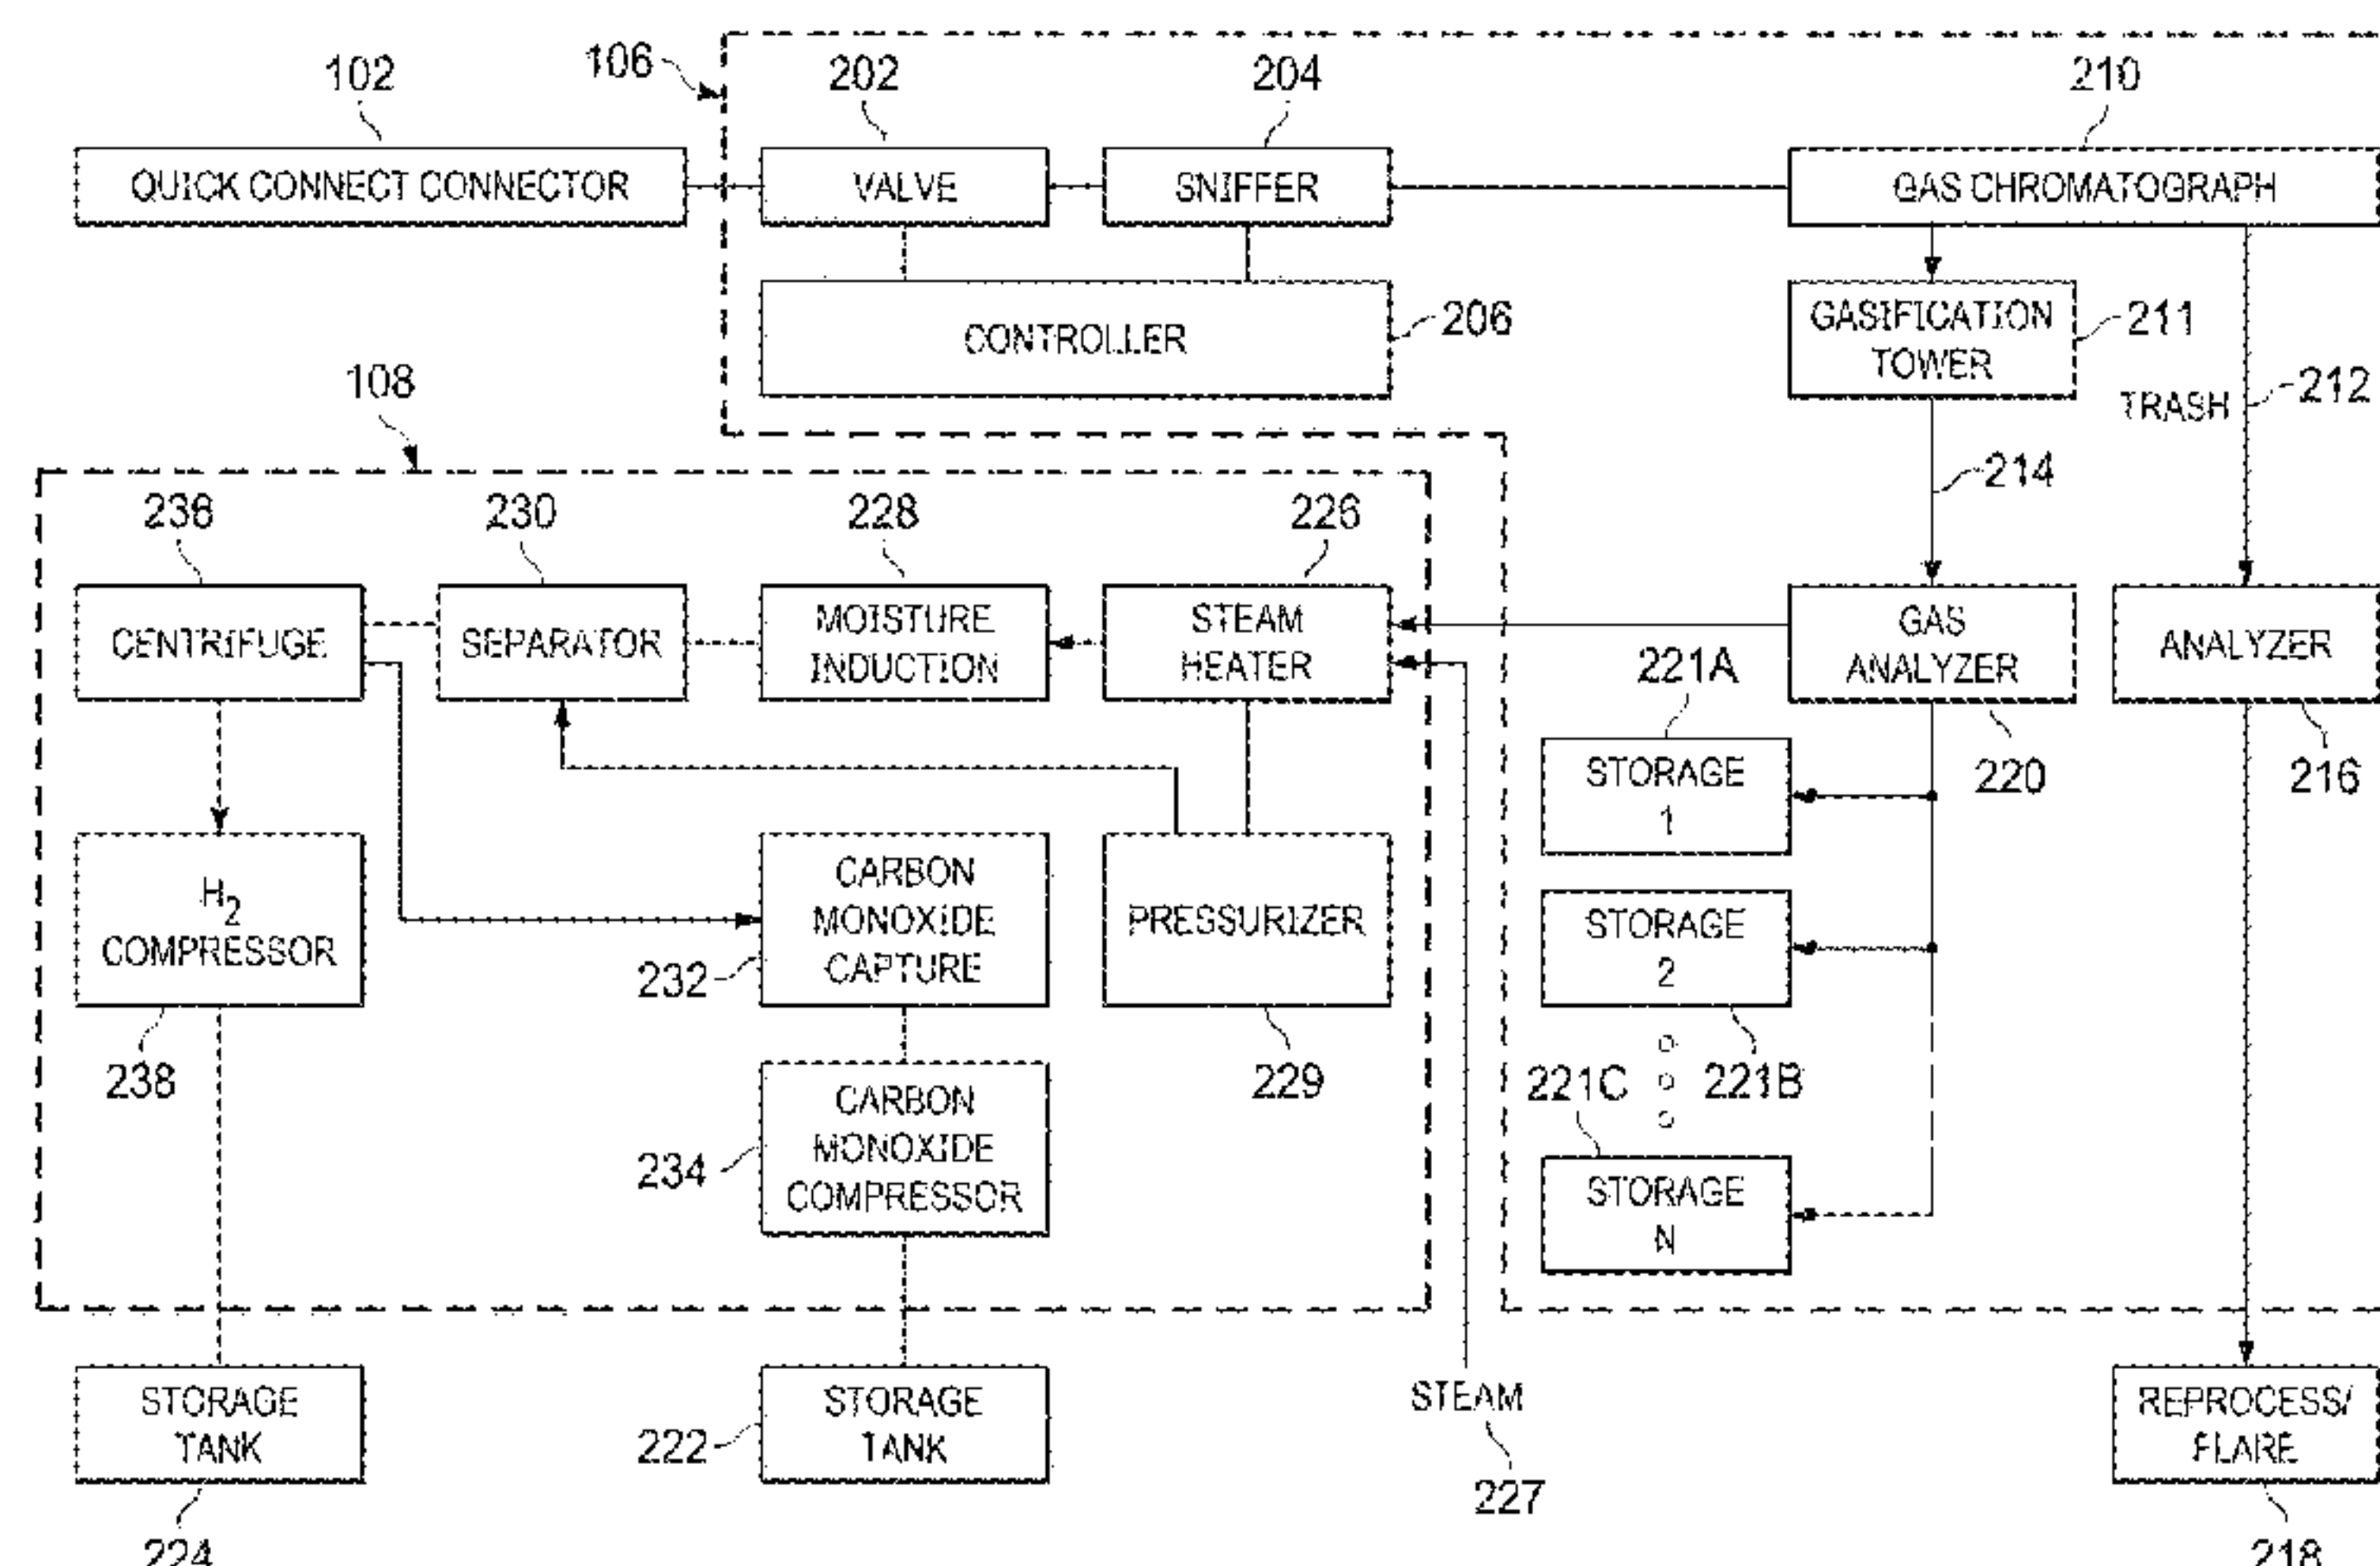 106
102
202
204
210
QUICK CONNECT CONNECTOR
VALVE
SNIFFER
GAS CHROMATOGRAPH
CONTROLLER
206
GASIFICATION
TOWER
211
TRASH
212
214
108
236
230
228
226
CENTRIFUGE
SEPARATOR
MOISTURE
INDUCTION
STEAM
HEATER
GAS
ANALYZER
ANALYZER
221A
220
216
STORAGE
1
H2
COMPRESSOR
238
CARBON
MONOXIDE
CAPTURE
232
PRESSURIZER
229
STORAGE
2
221B
221C
CARBON
MONOXIDE
COMPRESSOR
234
STORAGE
N
STORAGE
TANK
224
STORAGE
TANK
222
STEAM
227
REPROCESS/
FLARE
218